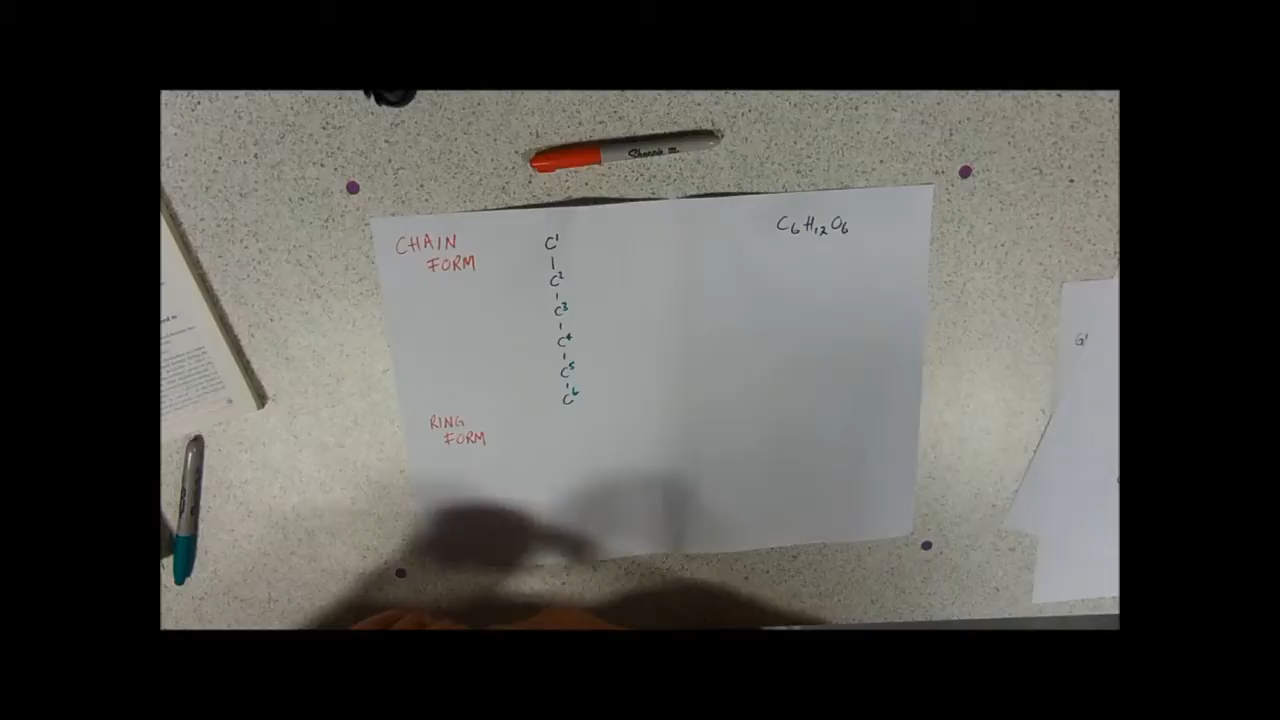 Sharpie
C₆H₁₂O₆
CHAIN
FORM
C¹
C²
C³
C⁴
C⁵
C⁶
RING
FORM